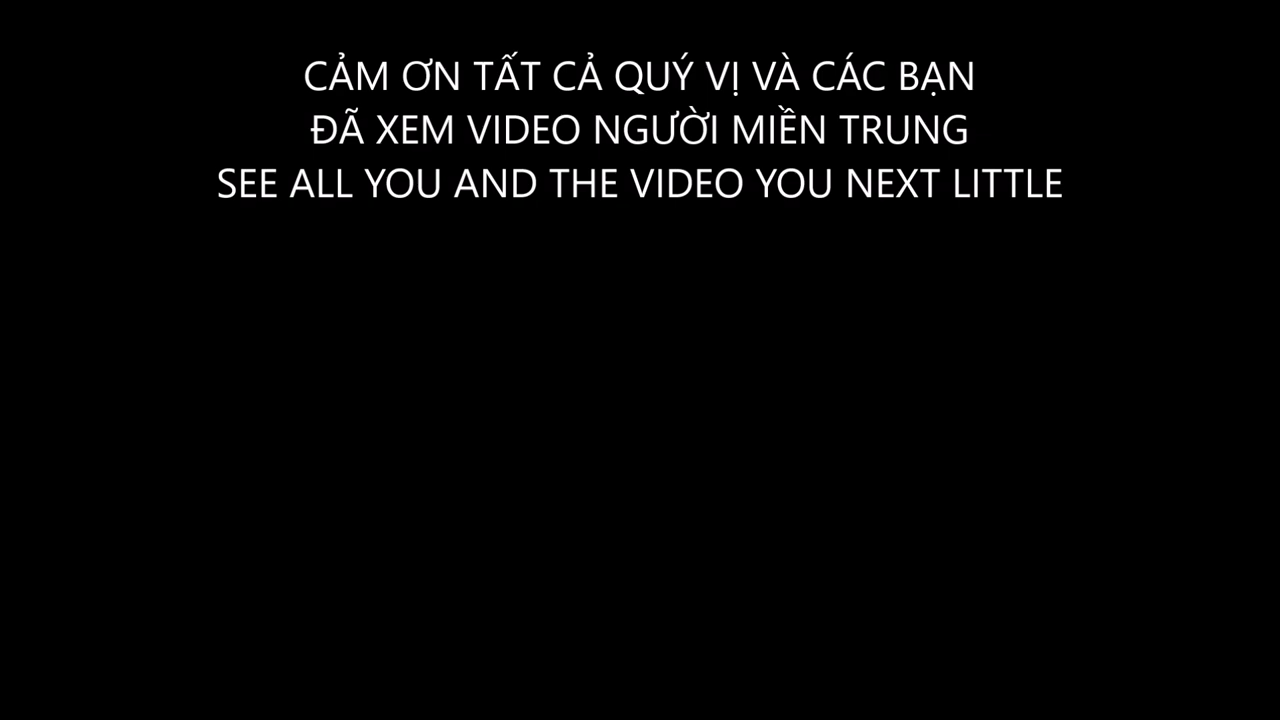 CẢM ƠN TẤT CẢ QUÝ VỊ VÀ CÁC BẠN
ĐÃ XEM VIDEO NGƯỜI MIỀN TRUNG
SEE ALL YOU AND THE VIDEO YOU NEXT LITTLE